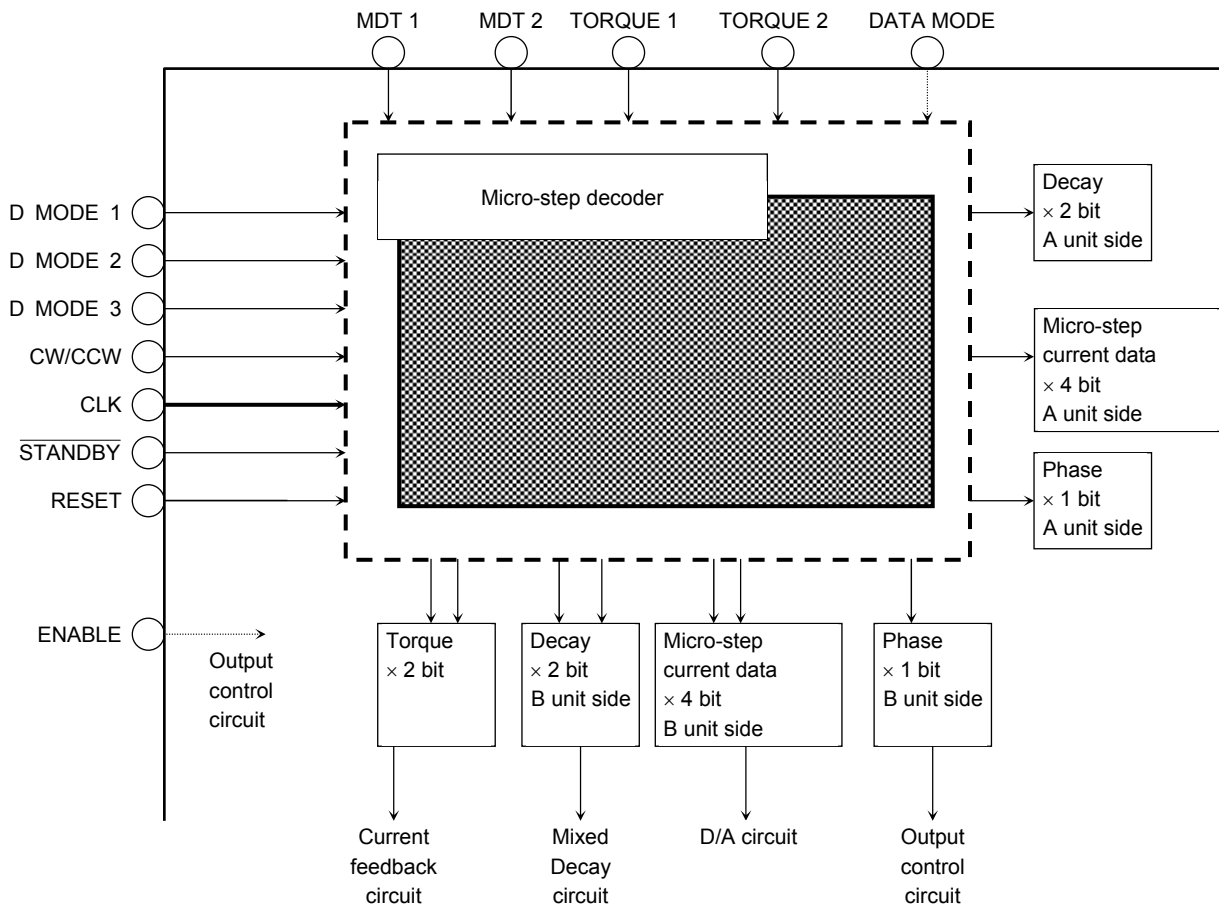 MDT 1
MDT 2
TORQUE 1
TORQUE 2
DATA MODE
D MODE 1
D MODE 2
D MODE 3
CW/CCW
CLK
STANDBY
RESET
ENABLE
Output
control
circuit
Micro-step decoder
Decay
× 2 bit
A unit side
Micro-step
current data
× 4 bit
A unit side
Phase
× 1 bit
A unit side
Torque
× 2 bit
Decay
× 2 bit
B unit side
Micro-step
current data
× 4 bit
B unit side
Phase
× 1 bit
B unit side
Current
feedback
circuit
Mixed
Decay
circuit
D/A circuit
Output
control
circuit